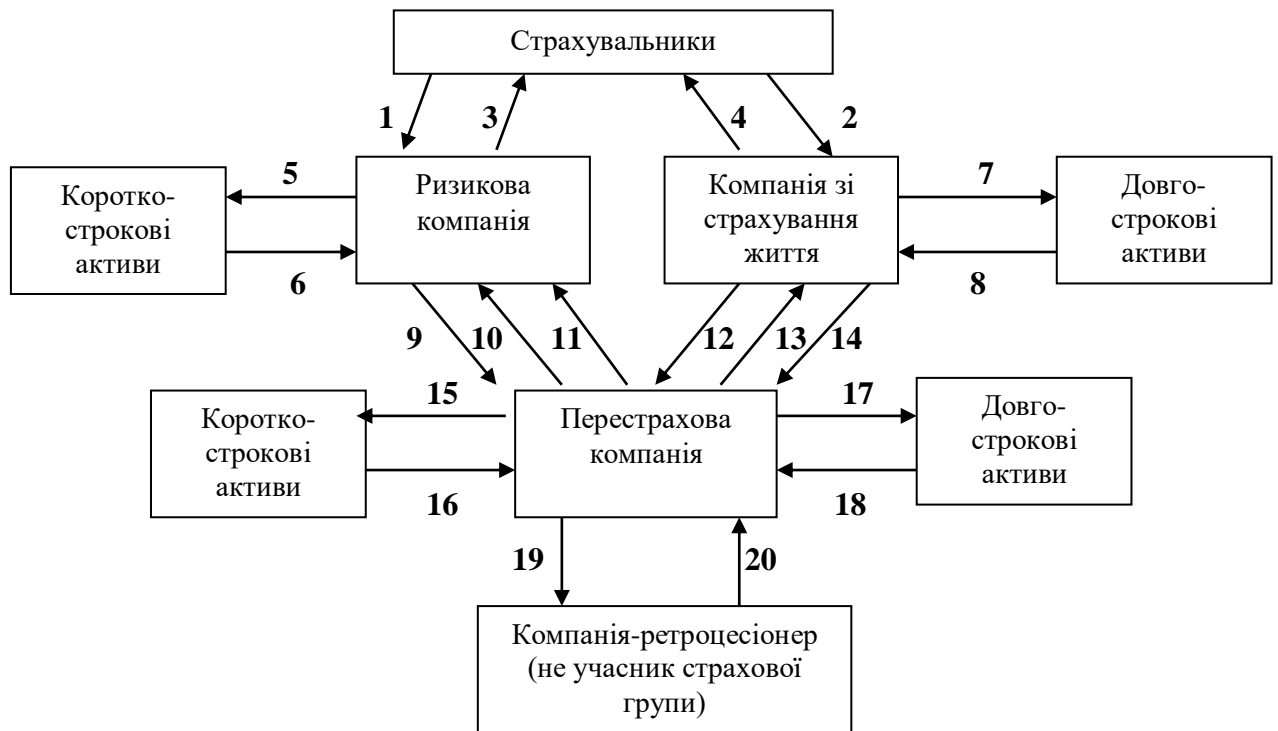 Страхувальники
1
3
4
2
Коротко-
строкові
активи
5
6
Ризикова
компанія
Компанія зі
страхування
життя
7
8
Довго-
строкові
активи
9
10
11
12
13
14
Коротко-
строкові
активи
15
16
Перестрахова
компанія
17
18
Довго-
строкові
активи
19
20
Компанія-ретроцесіонер
(не учасник страхової
групи)